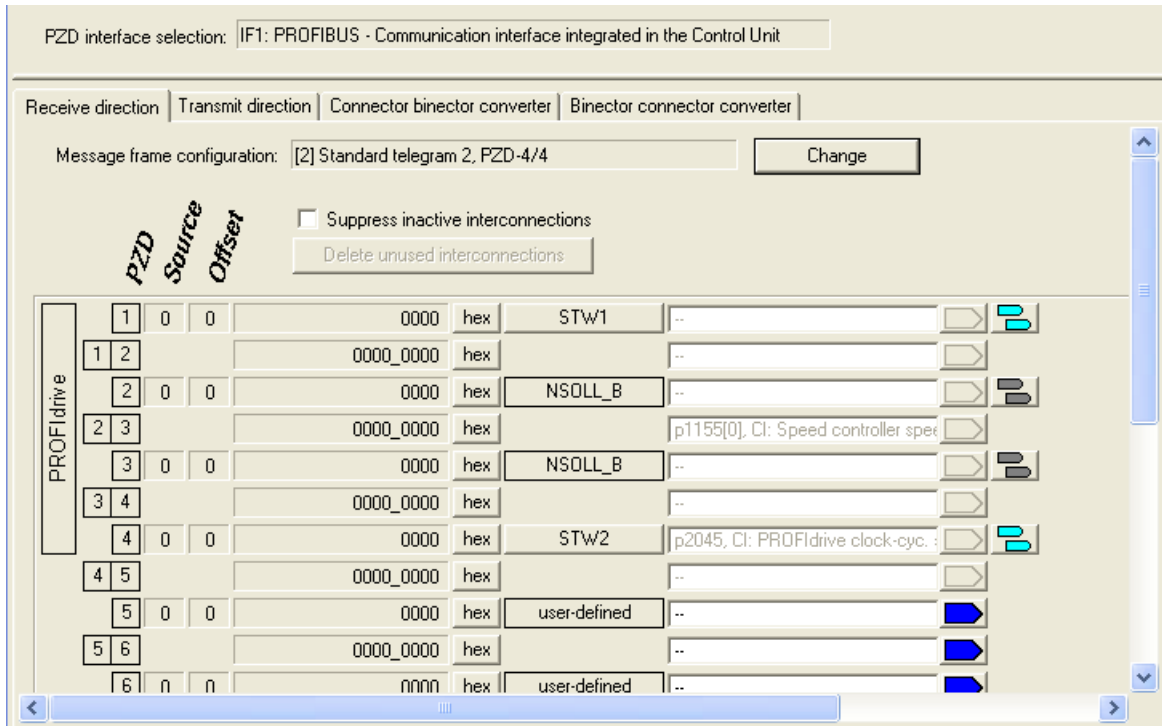 PZD interface selection: IF1: PROFIBUS - Communication interface integrated in the Control Unit
Receive direction Transmit direction Connector binector converter Binector connector converter
Message frame configuration: [2] Standard telegram 2, PZD-4/4 Change
PZD Source Offset
Suppress inactive interconnections
Delete unused interconnections
PROFIdrive
1 0 0 0000 hex STW1 --
1 2 0000_0000 hex --
2 0 0 0000 hex NSOLL_B --
2 3 0000_0000 hex p1155[0], CI: Speed controller spee
3 0 0 0000 hex NSOLL_B --
3 4 0000_0000 hex --
4 0 0 0000 hex STW2 p2045, CI: PROFIdrive clock-cyc.
4 5 0000_0000 hex --
5 0 0 0000 hex user-defined --
5 6 0000_0000 hex --
6 0 0 0000 hex user-defined --